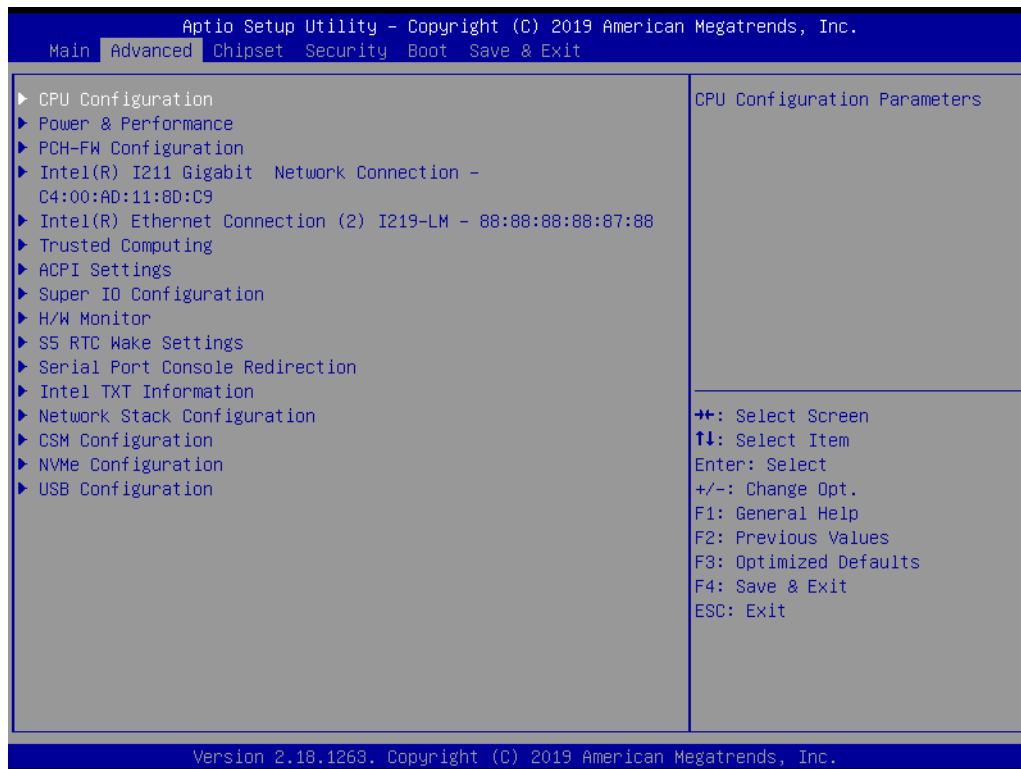 Aptio Setup Utility – Copyright (C) 2019 American Megatrends, Inc.
Main Advanced Chipset Security Boot Save & Exit
▶ CPU Configuration
▶ Power & Performance
▶ PCH-FW Configuration
▶ Intel(R) I211 Gigabit Network Connection –
C4:00:AD:11:8D:C9
▶ Intel(R) Ethernet Connection (2) I219-LM – 88:88:88:88:87:88
▶ Trusted Computing
▶ ACPI Settings
▶ Super IO Configuration
▶ H/W Monitor
▶ S5 RTC Wake Settings
▶ Serial Port Console Redirection
▶ Intel TXT Information
▶ Network Stack Configuration
▶ CSM Configuration
▶ NVMe Configuration
▶ USB Configuration
CPU Configuration Parameters
→←: Select Screen
↑↓: Select Item
Enter: Select
+/-: Change Opt.
F1: General Help
F2: Previous Values
F3: Optimized Defaults
F4: Save & Exit
ESC: Exit
Version 2.18.1263. Copyright (C) 2019 American Megatrends, Inc.